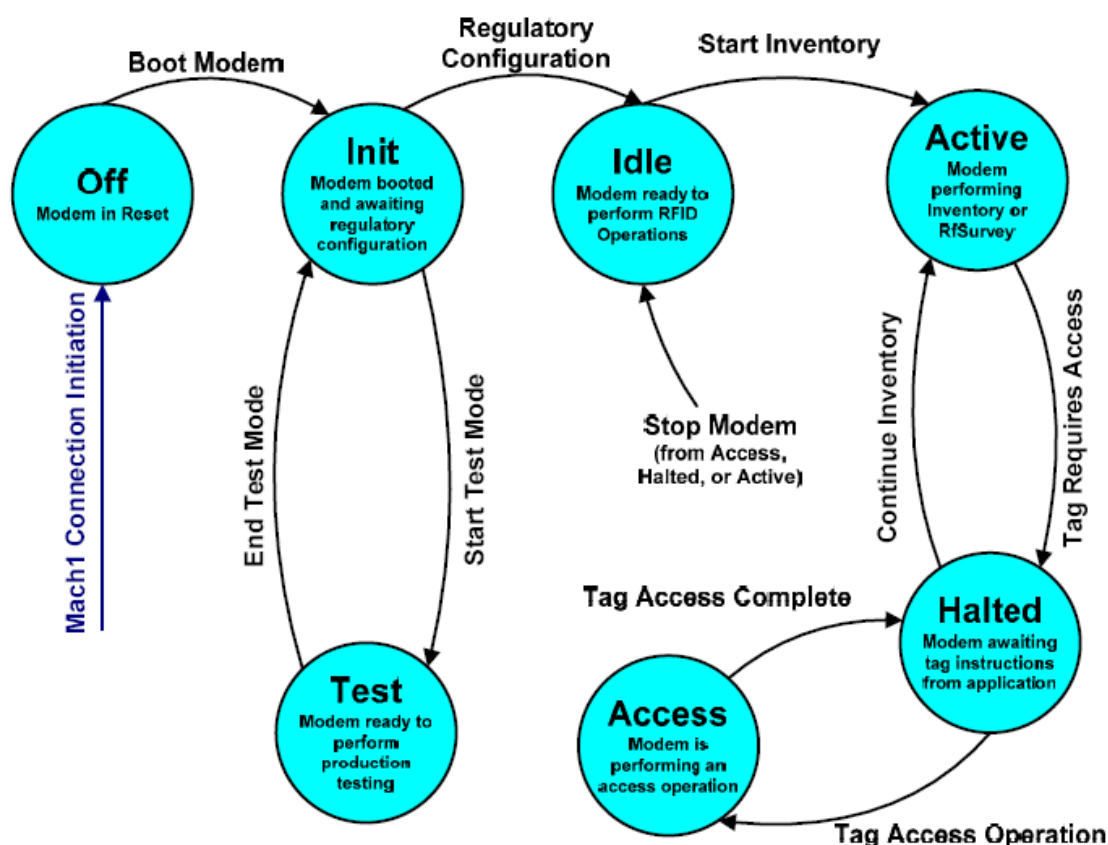 Boot Modem
Regulatory
Configuration
Start Inventory
Off
Modem in Reset
Init
Modem booted
and awaiting
regulatory
configuration
Idle
Modem ready to
perform RFID
Operations
Active
Modem
performing
Inventory or
RfSurvey
Mach1 Connection Initiation
End Test Mode
Start Test Mode
Stop Modem
(from Access,
Halted, or Active)
Continue Inventory
Tag Requires Access
Tag Access Complete
Halted
Modem awaiting
tag instructions
from application
Test
Modem ready to
perform
production
testing
Access
Modem is
performing an
access operation
Tag Access Operation